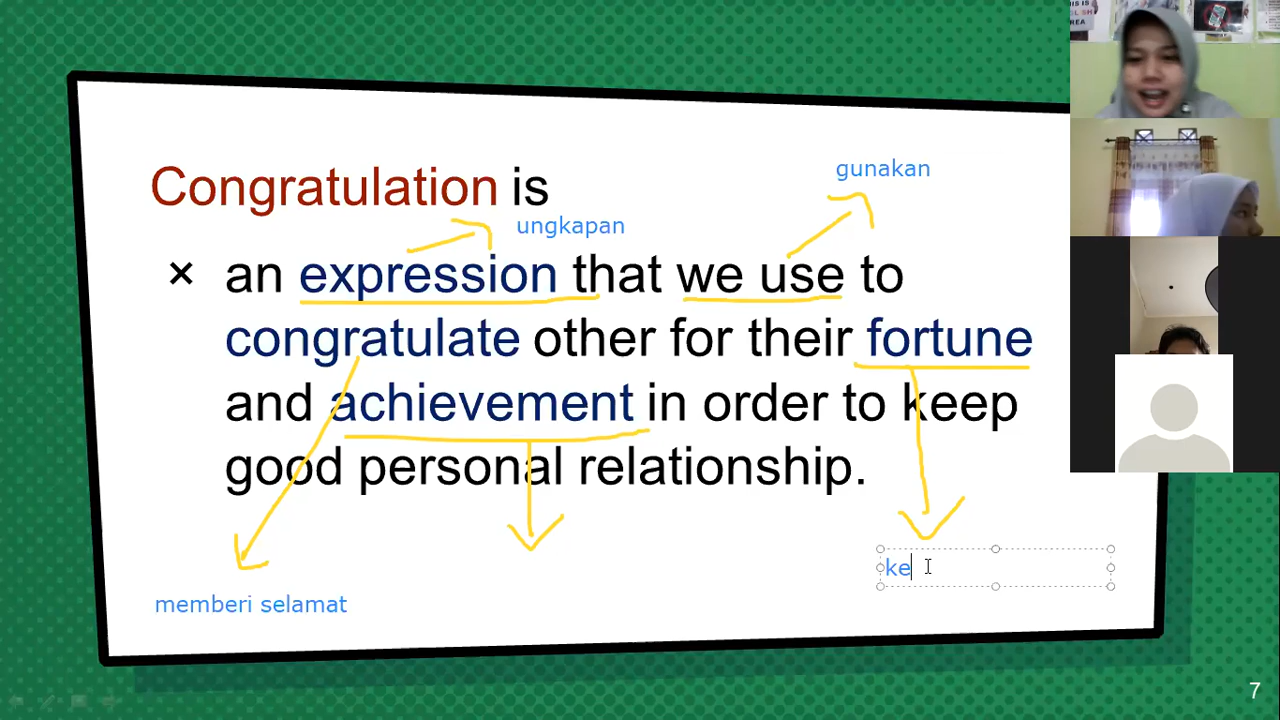 Congratulation is
gunakan
ungkapan
× an expression that we use to
congratulate other for their fortune
and achievement in order to keep
good personal relationship.
ke
memberi selamat
7